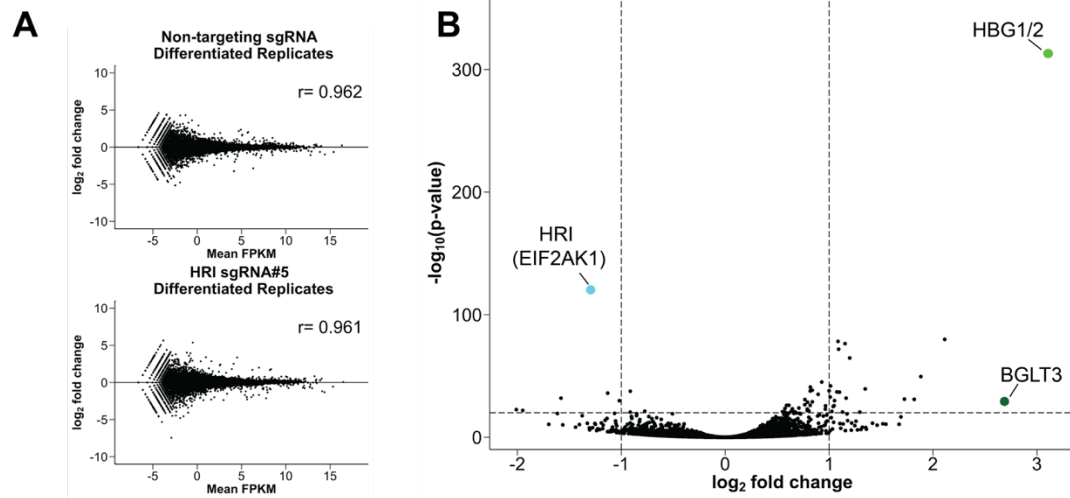 A
Non-targeting sgRNA
Differentiated Replicates
r= 0.962
10
5
0
-5
-10
log2 fold change
-5 0 5 10 15
Mean FPKM
HRI sgRNA#5
Differentiated Replicates
r= 0.961
10
5
0
-5
-10
log2 fold change
-5 0 5 10 15
Mean FPKM
B
HBG1/2
300
200
100
0
-log10(p-value)
HRI
(EIF2AK1)
BGLT3
-2 -1 0 1 2 3
log2 fold change